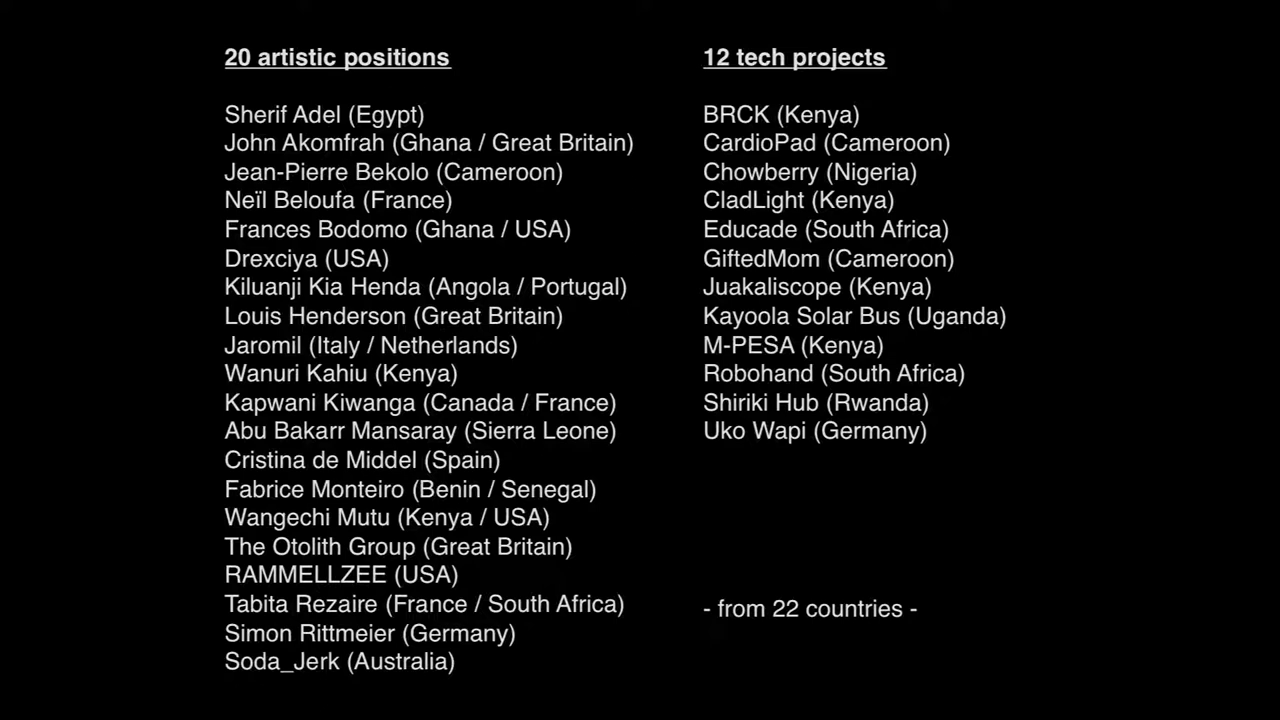 20 artistic positions
Sherif Adel (Egypt)
John Akomfrah (Ghana / Great Britain)
Jean-Pierre Bekolo (Cameroon)
Neïl Beloufa (France)
Frances Bodomo (Ghana / USA)
Drexciya (USA)
Kiluanji Kia Henda (Angola / Portugal)
Louis Henderson (Great Britain)
Jaromil (Italy / Netherlands)
Wanuri Kahiu (Kenya)
Kapwani Kiwanga (Canada / France)
Abu Bakarr Mansaray (Sierra Leone)
Cristina de Middel (Spain)
Fabrice Monteiro (Benin / Senegal)
Wangechi Mutu (Kenya / USA)
The Otolith Group (Great Britain)
RAMMELLZEE (USA)
Tabita Rezaire (France / South Africa)
Simon Rittmeier (Germany)
Soda_Jerk (Australia)
12 tech projects
BRCK (Kenya)
CardioPad (Cameroon)
Chowberry (Nigeria)
CladLight (Kenya)
Educade (South Africa)
GiftedMom (Cameroon)
Juakaliscope (Kenya)
Kayoola Solar Bus (Uganda)
M-PESA (Kenya)
Robohand (South Africa)
Shiriki Hub (Rwanda)
Uko Wapi (Germany)
- from 22 countries -